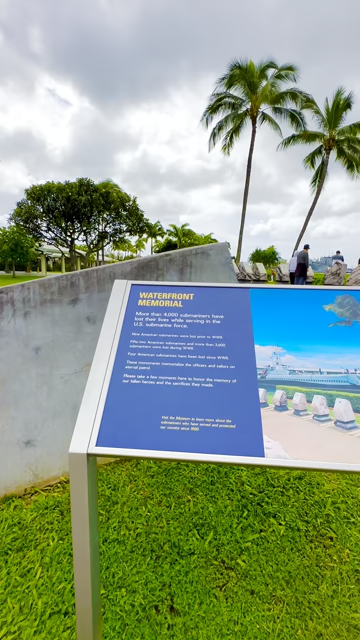 WATERFRONT
MEMORIAL
More than 4,000 submariners have
lost their lives while serving in the
U.S. submarine force.
Nine American submarines were lost prior to WWII.
Fifty-two American submarines and more than 3,600
submariners were lost during WWII.
Four American submarines have been lost since WWII.
These monuments memorialize the officers and sailors on
eternal patrol.
Please take a few moments here to honor the memory of
our fallen heroes and the sacrifices they made.
Visit the Museum to learn more about the
submariners who have served and protected
our country since 1900.